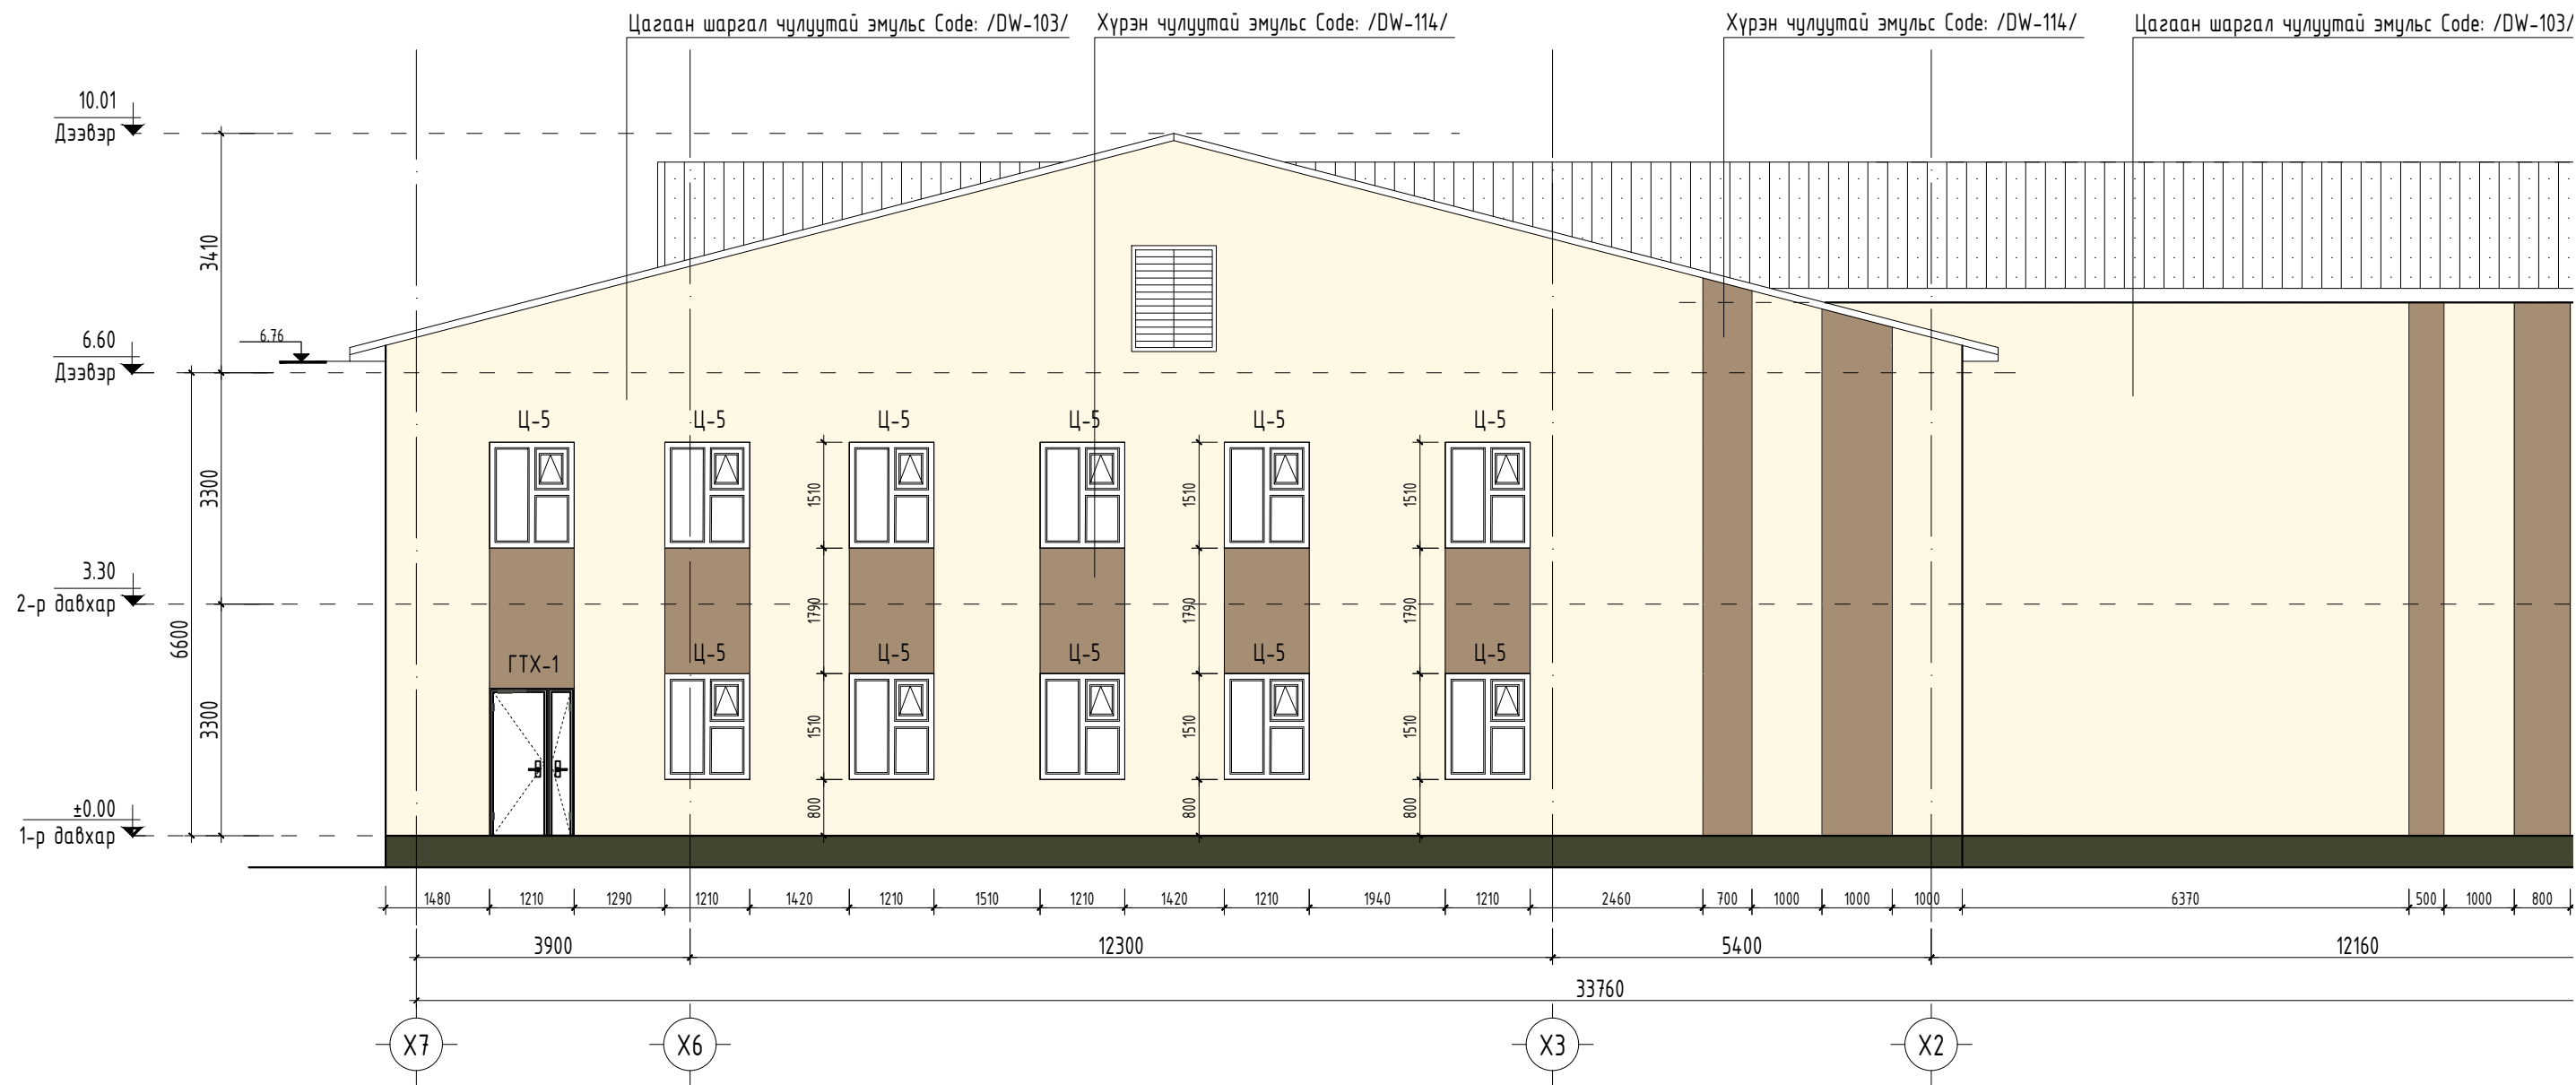 Цагаан шаргал чулуутай эмульс Code: /DW-103/
Хүрэн чулуутай эмульс Code: /DW-114/
Хүрэн чулуутай эмульс Code: /DW-114/
Цагаан шаргал чулуутай эмульс Code: /DW-103/
10.01
Дээвэр
3410
6.76
6.60
Дээвэр
Ц-5 Ц-5 Ц-5 Ц-5 Ц-5 Ц-5
3300
1510 1510 1510
3.30
2-р давхар
6600
1790 1790 1790
ГТХ-1
Ц-5 Ц-5 Ц-5 Ц-5 Ц-5
3300
1510 1510 1510
±0.00
1-р давхар
800 800 800
1480 1210 1290 1210 1420 1210 1510 1210 1420 1210 1940 1210 2460 700 1000 1000 1000 6370 500 1000 800
3900 12300 5400 12160
33760
X7 X6 X3 X2